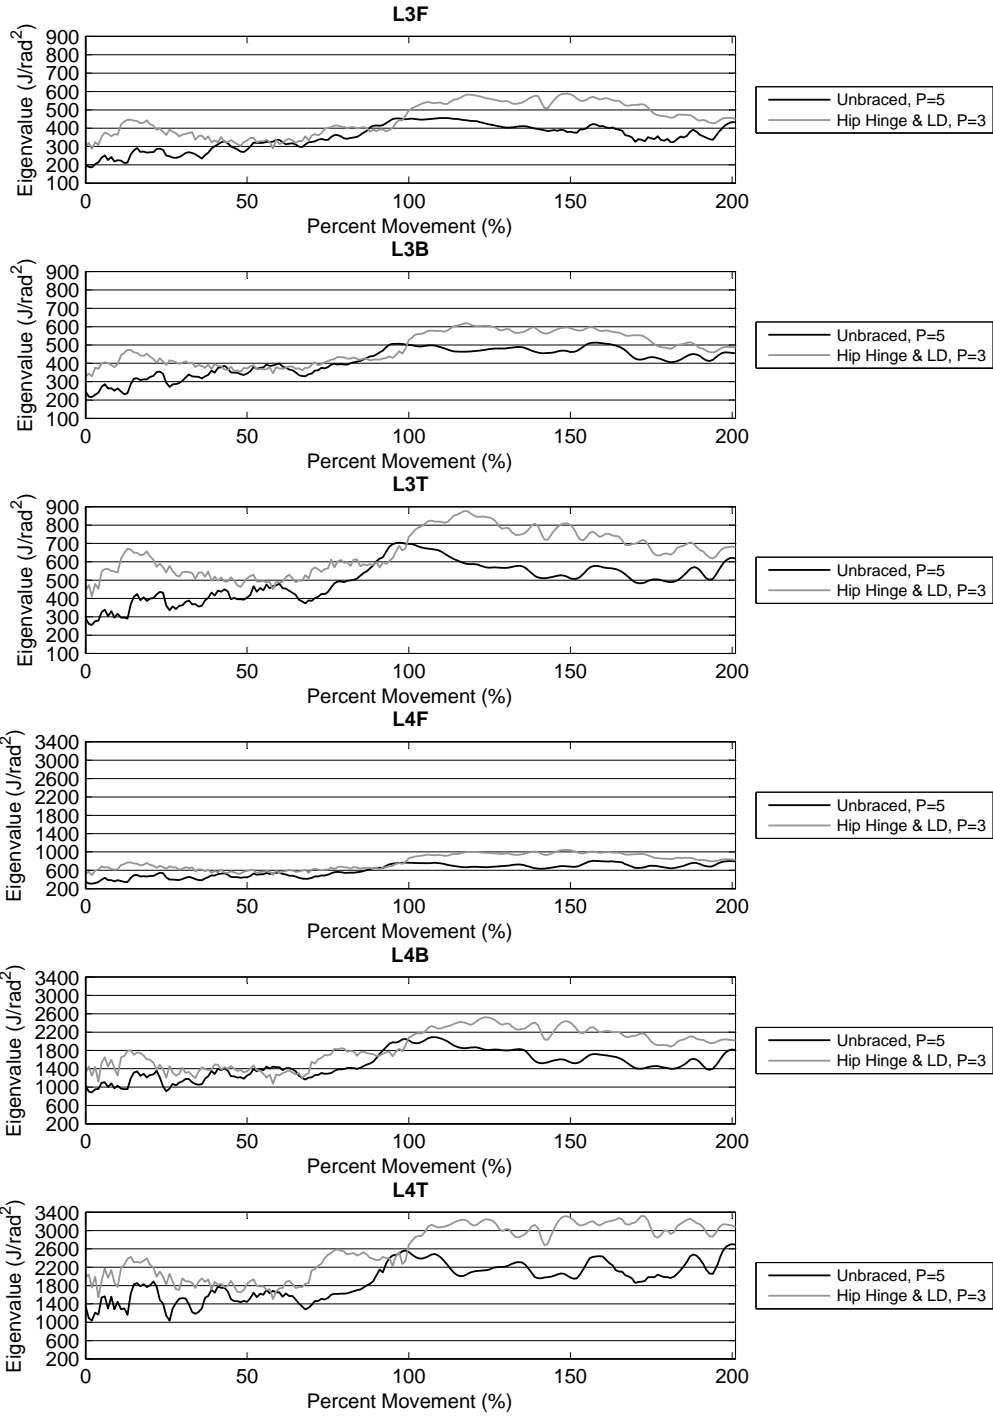 L3F
Eigenvalue (J/rad²)
900
800
700
600
500
400
300
200
100
0 50 100 150 200
Percent Movement (%)
Unbraced, P=5
Hip Hinge & LD, P=3
L3B
Eigenvalue (J/rad²)
900
800
700
600
500
400
300
200
100
0 50 100 150 200
Percent Movement (%)
Unbraced, P=5
Hip Hinge & LD, P=3
L3T
Eigenvalue (J/rad²)
900
800
700
600
500
400
300
200
100
0 50 100 150 200
Percent Movement (%)
Unbraced, P=5
Hip Hinge & LD, P=3
L4F
Eigenvalue (J/rad²)
3400
3000
2600
2200
1800
1400
1000
600
200
0 50 100 150 200
Percent Movement (%)
Unbraced, P=5
Hip Hinge & LD, P=3
L4B
Eigenvalue (J/rad²)
3400
3000
2600
2200
1800
1400
1000
600
200
0 50 100 150 200
Percent Movement (%)
Unbraced, P=5
Hip Hinge & LD, P=3
L4T
Eigenvalue (J/rad²)
3400
3000
2600
2200
1800
1400
1000
600
200
0 50 100 150 200
Percent Movement (%)
Unbraced, P=5
Hip Hinge & LD, P=3